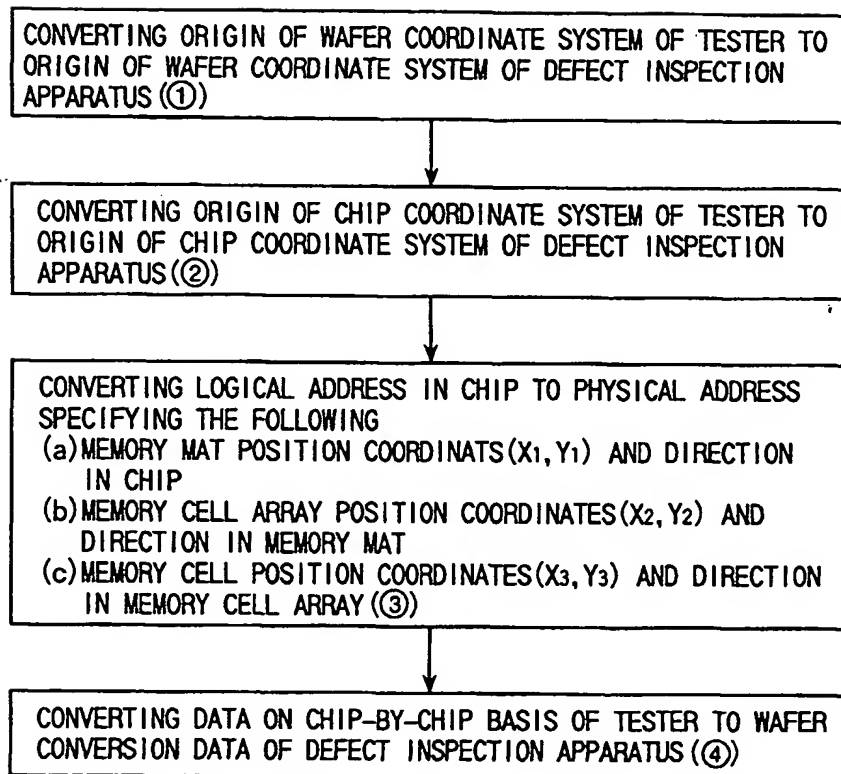 CONVERTING ORIGIN OF WAFER COORDINATE SYSTEM OF TESTER TO
ORIGIN OF WAFER COORDINATE SYSTEM OF DEFECT INSPECTION
APPARATUS(①)
CONVERTING ORIGIN OF CHIP COORDINATE SYSTEM OF TESTER TO
ORIGIN OF CHIP COORDINATE SYSTEM OF DEFECT INSPECTION
APPARATUS(②)
CONVERTING LOGICAL ADDRESS IN CHIP TO PHYSICAL ADDRESS
SPECIFYING THE FOLLOWING
(a)MEMORY MAT POSITION COORDINATS(X1,Y1) AND DIRECTION
IN CHIP
(b)MEMORY CELL ARRAY POSITION COORDINATES(X2,Y2) AND
DIRECTION IN MEMORY MAT
(c)MEMORY CELL POSITION COORDINATES(X3,Y3) AND DIRECTION
IN MEMORY CELL ARRAY(③)
CONVERTING DATA ON CHIP-BY-CHIP BASIS OF TESTER TO WAFER
CONVERSION DATA OF DEFECT INSPECTION APPARATUS(④)